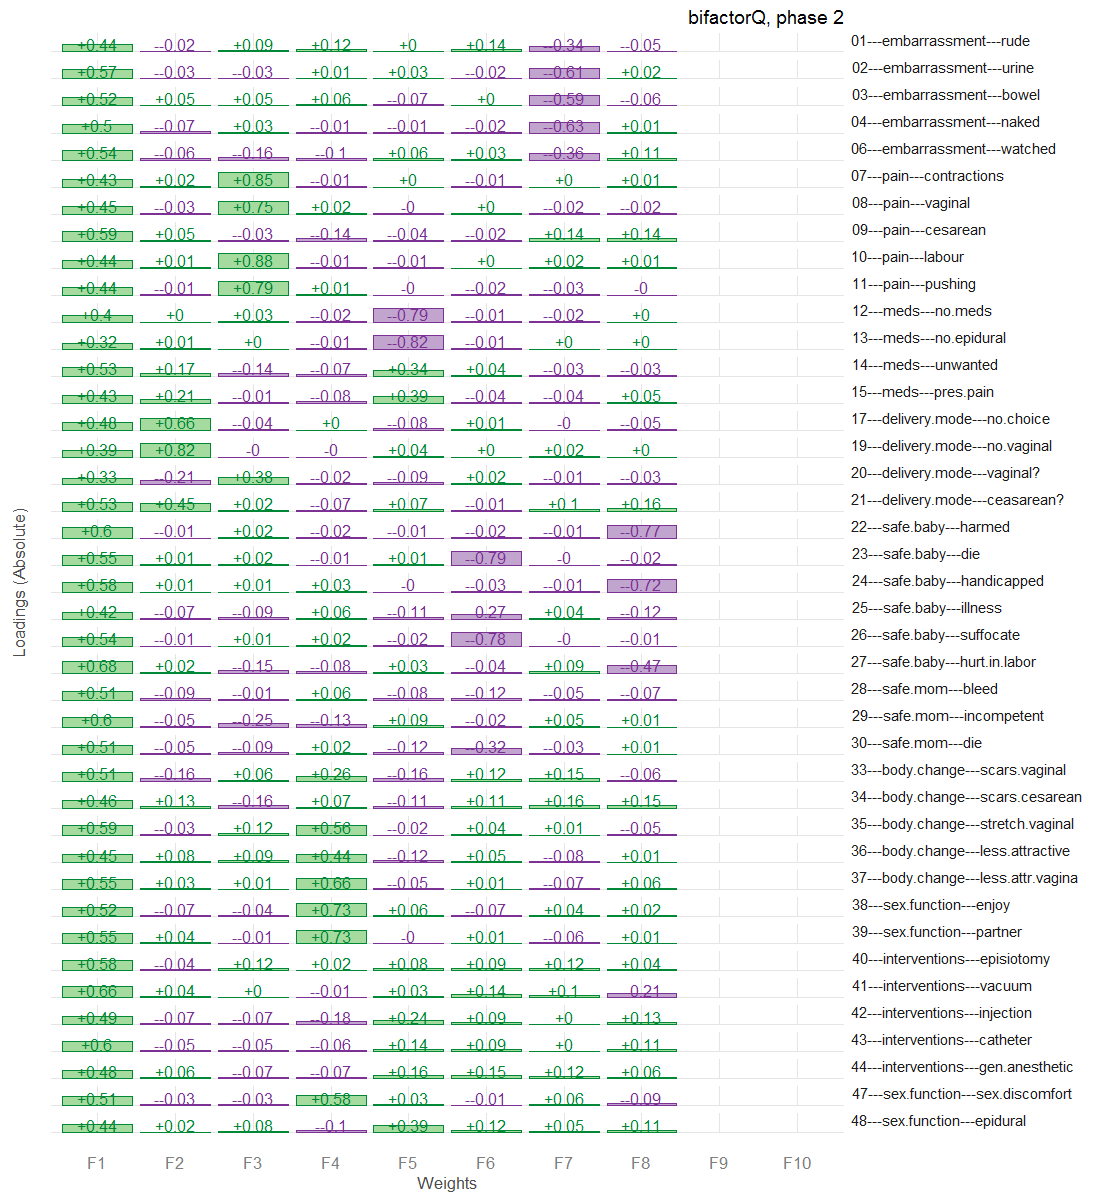 bifactorQ, phase 2
+0.44 --0.02 +0.09 +0.12 +0 +0.14 --0.34 --0.05 01---embarrassment---rude
+0.57 --0.03 --0.03 +0.01 +0.03 --0.02 --0.61 +0.02 02---embarrassment---urine
+0.52 +0.05 +0.05 +0.06 --0.07 +0 --0.59 --0.06 03---embarrassment---bowel
+0.5 --0.07 +0.03 --0.01 --0.01 --0.02 --0.63 +0.01 04---embarrassment---naked
+0.54 --0.06 --0.16 --0.1 +0.06 +0.03 --0.36 +0.11 06---embarrassment---watched
+0.43 +0.02 +0.85 --0.01 +0 --0.01 +0 +0.01 07---pain---contractions
+0.45 --0.03 +0.75 +0.02 -0 +0 --0.02 --0.02 08---pain---vaginal
+0.59 +0.05 --0.03 --0.14 --0.04 --0.02 +0.14 +0.14 09---pain---cesarean
+0.44 +0.01 +0.88 --0.01 --0.01 +0 +0.02 +0.01 10---pain---labour
+0.44 --0.01 +0.79 +0.01 -0 --0.02 --0.03 -0 11---pain---pushing
+0.4 +0 +0.03 --0.02 --0.79 --0.01 --0.02 +0 12---meds---no.meds
+0.32 +0.01 +0 --0.01 --0.82 --0.01 +0 +0 13---meds---no.epidural
+0.53 +0.17 --0.14 --0.07 +0.34 +0.04 --0.03 --0.03 14---meds---unwanted
+0.43 +0.21 --0.01 --0.08 +0.39 --0.04 --0.04 +0.05 15---meds---pres.pain
+0.48 +0.66 --0.04 +0 --0.08 +0.01 -0 --0.05 17---delivery.mode---no.choice
+0.39 +0.82 -0 -0 +0.04 +0 +0.02 +0 19---delivery.mode---no.vaginal
+0.33 --0.21 +0.38 --0.02 --0.09 +0.02 --0.01 --0.03 20---delivery.mode---vaginal?
+0.53 +0.45 +0.02 --0.07 +0.07 --0.01 +0.1 +0.16 21---delivery.mode---ceasarean?
+0.6 --0.01 +0.02 --0.02 --0.01 --0.02 --0.01 --0.77 22---safe.baby---harmed
+0.55 +0.01 +0.02 --0.01 +0.01 --0.79 -0 --0.02 23---safe.baby---die
+0.58 +0.01 +0.01 +0.03 -0 --0.03 --0.01 --0.72 24---safe.baby---handicapped
+0.42 --0.07 --0.09 +0.06 --0.11 --0.27 +0.04 --0.12 25---safe.baby---illness
+0.54 --0.01 +0.01 +0.02 --0.02 --0.78 -0 --0.01 26---safe.baby---suffocate
+0.68 +0.02 --0.15 --0.08 +0.03 --0.04 +0.09 --0.47 27---safe.baby---hurt.in.labor
+0.51 --0.09 --0.01 +0.06 --0.08 --0.12 --0.05 --0.07 28---safe.mom---bleed
+0.6 --0.05 --0.25 --0.13 +0.09 --0.02 +0.05 +0.01 29---safe.mom---incompetent
+0.51 --0.05 --0.09 +0.02 --0.12 --0.32 --0.03 +0.01 30---safe.mom---die
+0.51 --0.16 +0.06 +0.26 --0.16 +0.12 +0.15 --0.06 33---body.change---scars.vaginal
+0.46 +0.13 --0.16 +0.07 --0.11 +0.11 +0.16 +0.15 34---body.change---scars.cesarean
+0.59 --0.03 +0.12 +0.56 --0.02 +0.04 +0.01 --0.05 35---body.change---stretch.vaginal
+0.45 +0.08 +0.09 +0.44 --0.12 +0.05 --0.08 +0.01 36---body.change---less.attractive
+0.55 +0.03 +0.01 +0.66 --0.05 +0.01 --0.07 +0.06 37---body.change---less.attr.vagina
+0.52 --0.07 --0.04 +0.73 +0.06 --0.07 +0.04 +0.02 38---sex.function---enjoy
+0.55 +0.04 --0.01 +0.73 -0 +0.01 --0.06 +0.01 39---sex.function---partner
+0.58 --0.04 +0.12 +0.02 +0.08 +0.09 +0.12 +0.04 40---interventions---episiotomy
+0.66 +0.04 +0 --0.01 +0.03 +0.14 +0.1 --0.21 41---interventions---vacuum
+0.49 --0.07 --0.07 --0.18 +0.24 +0.09 +0 +0.13 42---interventions---injection
+0.6 --0.05 --0.05 --0.06 +0.14 +0.09 +0 +0.11 43---interventions---catheter
+0.48 +0.06 --0.07 --0.07 +0.16 +0.15 +0.12 +0.06 44---interventions---gen.anesthetic
+0.51 --0.03 --0.03 +0.58 +0.03 --0.01 +0.06 --0.09 47---sex.function---sex.discomfort
+0.44 +0.02 +0.08 --0.1 +0.39 +0.12 +0.05 +0.11 48---sex.function---epidural
F1 F2 F3 F4 F5 F6 F7 F8 F9 F10
Weights
Loadings (Absolute)